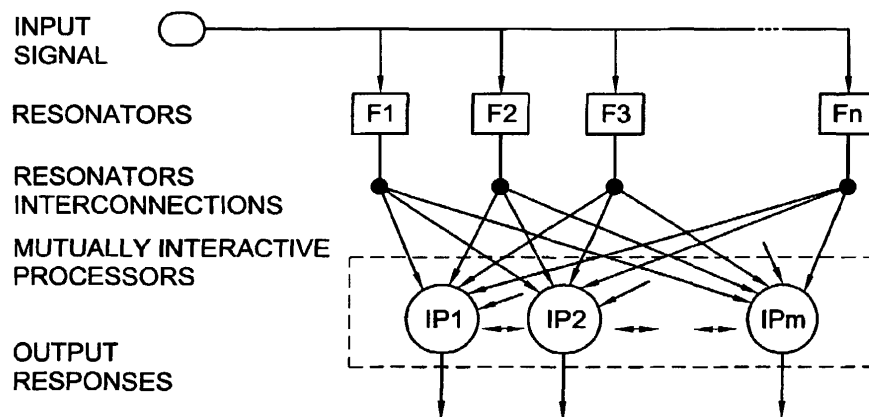 INPUT
SIGNAL
RESONATORS
F1 F2 F3 Fn
RESONATORS
INTERCONNECTIONS
MUTUALLY INTERACTIVE
PROCESSORS
IP1 IP2 IPm
OUTPUT
RESPONSES